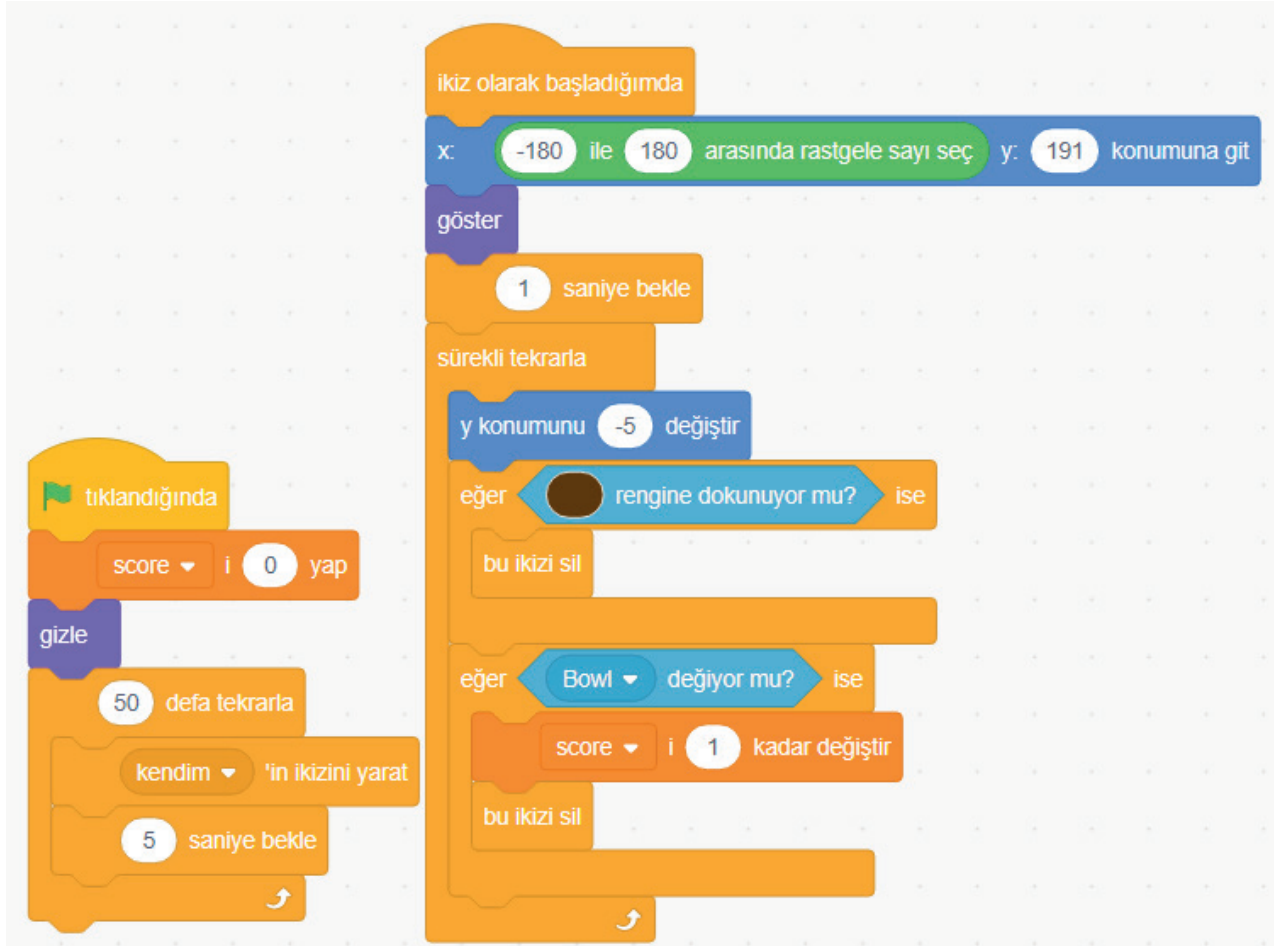 tıklandığında
score i 0 yap
gizle
50 defa tekrarla
kendim 'in ikizini yarat
5 saniye bekle
ikiz olarak başladığımda
x: -180 ile 180 arasında rastgele sayı seç y: 191 konumuna git
göster
1 saniye bekle
sürekli tekrarla
y konumunu -5 değiştir
eğer rengine dokunuyor mu? ise
bu ikizi sil
eğer Bowl değiyor mu? ise
score i 1 kadar değiştir
bu ikizi sil